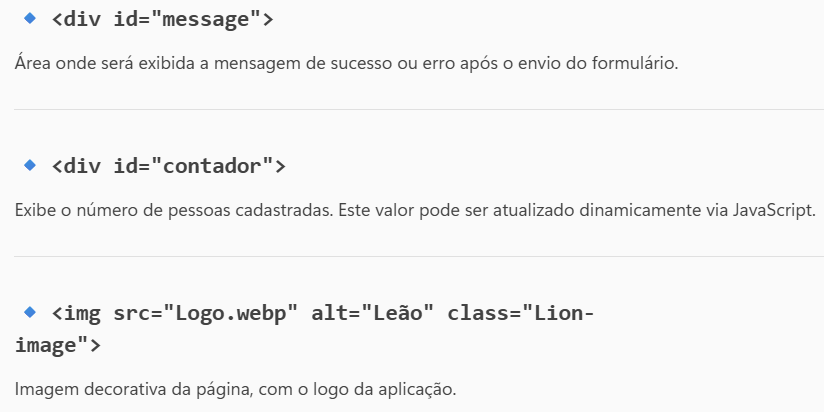 🔹 <div id="message">
Área onde será exibida a mensagem de sucesso ou erro após o envio do formulário.
🔹 <div id="contador">
Exibe o número de pessoas cadastradas. Este valor pode ser atualizado dinamicamente via JavaScript.
🔹 <img src="Logo.webp" alt="Leão" class="Lion-
image">
Imagem decorativa da página, com o logo da aplicação.